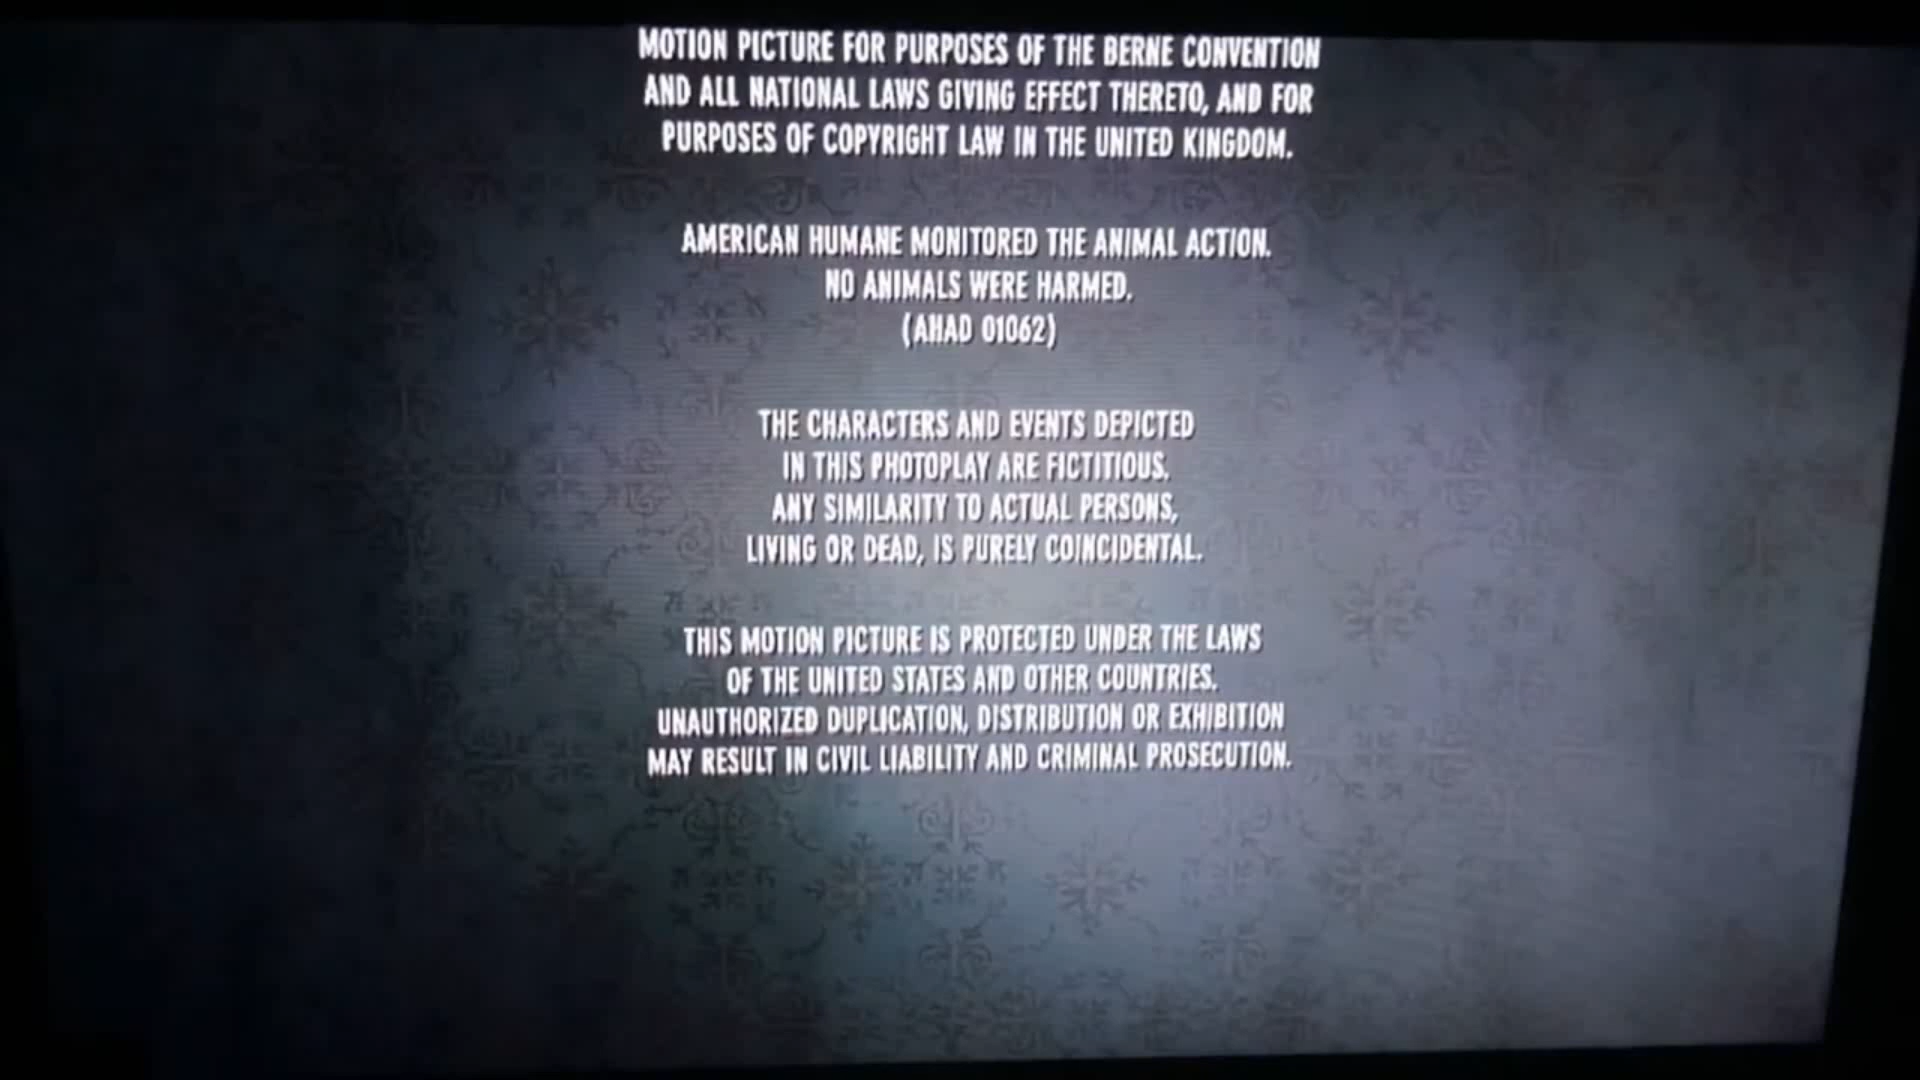 MOTION PICTURE FOR PURPOSES OF THE BERNE CONVENTION
AND ALL NATIONAL LAWS GIVING EFFECT THERETO, AND FOR
PURPOSES OF COPYRIGHT LAW IN THE UNITED KINGDOM.
AMERICAN HUMANE MONITORED THE ANIMAL ACTION.
NO ANIMALS WERE HARMED.
(AHAD 01062)
THE CHARACTERS AND EVENTS DEPICTED
IN THIS PHOTOPLAY ARE FICTITIOUS.
ANY SIMILARITY TO ACTUAL PERSONS,
LIVING OR DEAD, IS PURELY COINCIDENTAL.
THIS MOTION PICTURE IS PROTECTED UNDER THE LAWS
OF THE UNITED STATES AND OTHER COUNTRIES.
UNAUTHORIZED DUPLICATION, DISTRIBUTION OR EXHIBITION
MAY RESULT IN CIVIL LIABILITY AND CRIMINAL PROSECUTION.